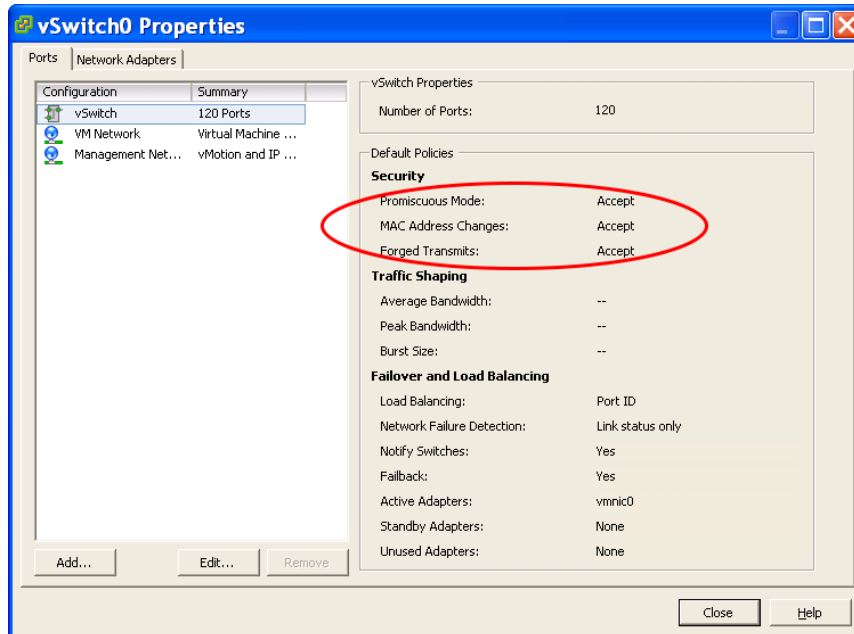 vSwitch0 Properties
Ports Network Adapters
Configuration Summary
vSwitch 120 Ports
VM Network Virtual Machine ...
Management Net... vMotion and IP ...
Add... Edit... Remove
vSwitch Properties
Number of Ports: 120
Default Policies
Security
Promiscuous Mode: Accept
MAC Address Changes: Accept
Forged Transmits: Accept
Traffic Shaping
Average Bandwidth: --
Peak Bandwidth: --
Burst Size: --
Failover and Load Balancing
Load Balancing: Port ID
Network Failure Detection: Link status only
Notify Switches: Yes
Failback: Yes
Active Adapters: vmnic0
Standby Adapters: None
Unused Adapters: None
Close Help